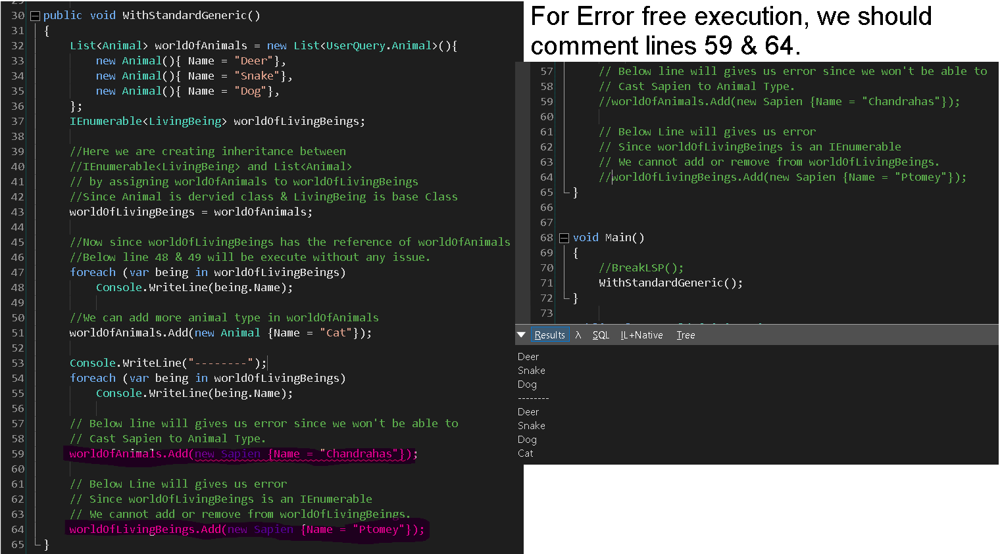 29
30 public void WithStandardGeneric()
31 {
32 List<Animal> worldOfAnimals = new List<UserQuery.Animal>(){
33 new Animal(){ Name = "Deer"},
34 new Animal(){ Name = "Snake"},
35 new Animal(){ Name = "Dog"},
36 };
37 IEnumerable<LivingBeing> worldOfLivingBeings;
38
39 //Here we are creating inheritance between
40 //IEnumerable<LivingBeing> and List<Animal>
41 // by assigning worldOfAnimals to worldOfLivingBeings
42 //Since Animal is dervied class & LivingBeing is base Class
43 worldOfLivingBeings = worldOfAnimals;
44
45 //Now since worldOfLivingBeings has the reference of worldOfAnimals
46 //Below line 48 & 49 will be execute without any issue.
47 foreach (var being in worldOfLivingBeings)
48 Console.WriteLine(being.Name);
49
50 //We can add more animal type in worldOfAnimals
51 worldOfAnimals.Add(new Animal {Name = "Cat"});
52
53 Console.WriteLine("--------");
54 foreach (var being in worldOfLivingBeings)
55 Console.WriteLine(being.Name);
56
57 // Below line will gives us error since we won't be able to
58 // Cast Sapien to Animal Type.
59 worldOfAnimals.Add(new Sapien {Name = "Chandrahas"});
60
61 // Below Line will gives us error
62 // Since worldOfLivingBeings is an IEnumerable
63 // We cannot add or remove from worldOfLivingBeings.
64 worldOfLivingBeings.Add(new Sapien {Name = "Ptomey"});
65 }
For Error free execution, we should
comment lines 59 & 64.
57 // Below line will gives us error since we won't be able to
58 // Cast Sapien to Animal Type.
59 //worldOfAnimals.Add(new Sapien {Name = "Chandrahas"});
60
61 // Below Line will gives us error
62 // Since worldOfLivingBeings is an IEnumerable
63 // We cannot add or remove from worldOfLivingBeings.
64 //worldOfLivingBeings.Add(new Sapien {Name = "Ptomey"});
65 }
66
67
68 void Main()
69 {
70 //BreakLSP();
71 WithStandardGeneric();
72 }
73
Results λ SQL IL+Native Tree
Deer
Snake
Dog
--------
Deer
Snake
Dog
Cat